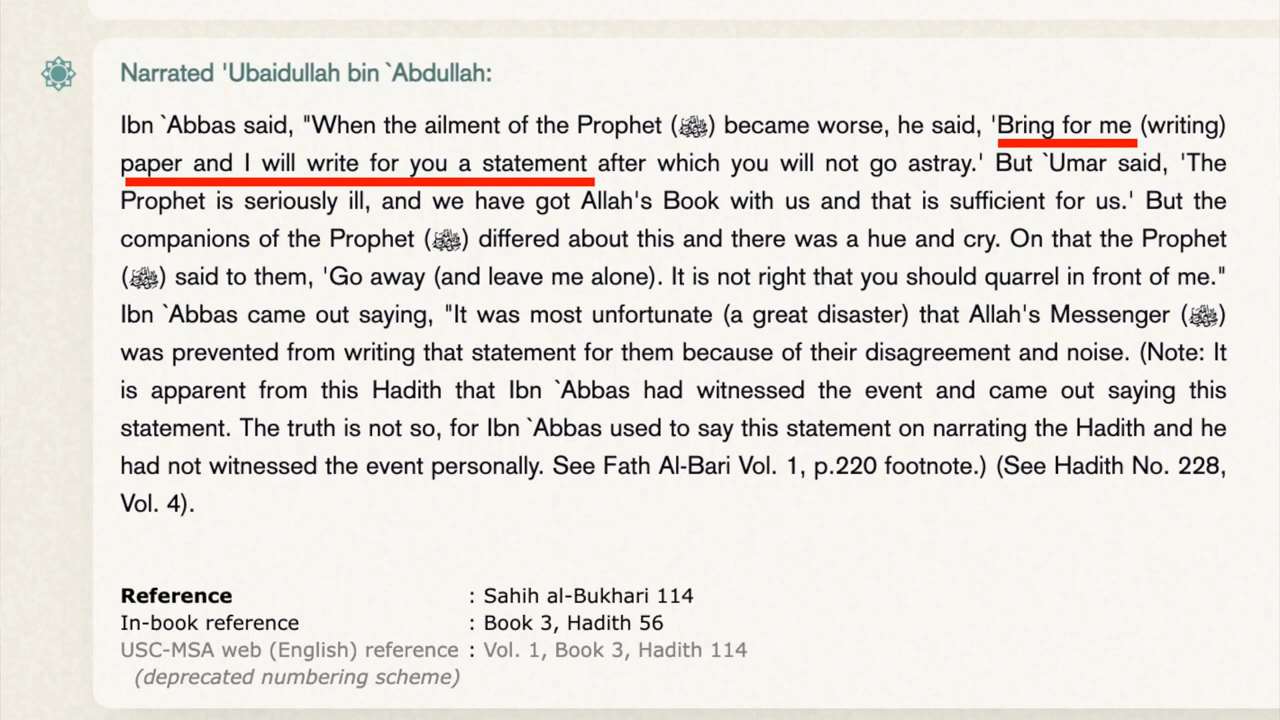 Narrated 'Ubaidullah bin `Abdullah:
Ibn `Abbas said, "When the ailment of the Prophet (ﷺ) became worse, he said, 'Bring for me (writing)
paper and I will write for you a statement after which you will not go astray.' But `Umar said, 'The
Prophet is seriously ill, and we have got Allah's Book with us and that is sufficient for us.' But the
companions of the Prophet (ﷺ) differed about this and there was a hue and cry. On that the Prophet
(ﷺ) said to them, 'Go away (and leave me alone). It is not right that you should quarrel in front of me."
Ibn `Abbas came out saying, "It was most unfortunate (a great disaster) that Allah's Messenger (ﷺ)
was prevented from writing that statement for them because of their disagreement and noise. (Note: It
is apparent from this Hadith that Ibn `Abbas had witnessed the event and came out saying this
statement. The truth is not so, for Ibn `Abbas used to say this statement on narrating the Hadith and he
had not witnessed the event personally. See Fath Al-Bari Vol. 1, p.220 footnote.) (See Hadith No. 228,
Vol. 4).
Reference : Sahih al-Bukhari 114
In-book reference : Book 3, Hadith 56
USC-MSA web (English) reference : Vol. 1, Book 3, Hadith 114
(deprecated numbering scheme)